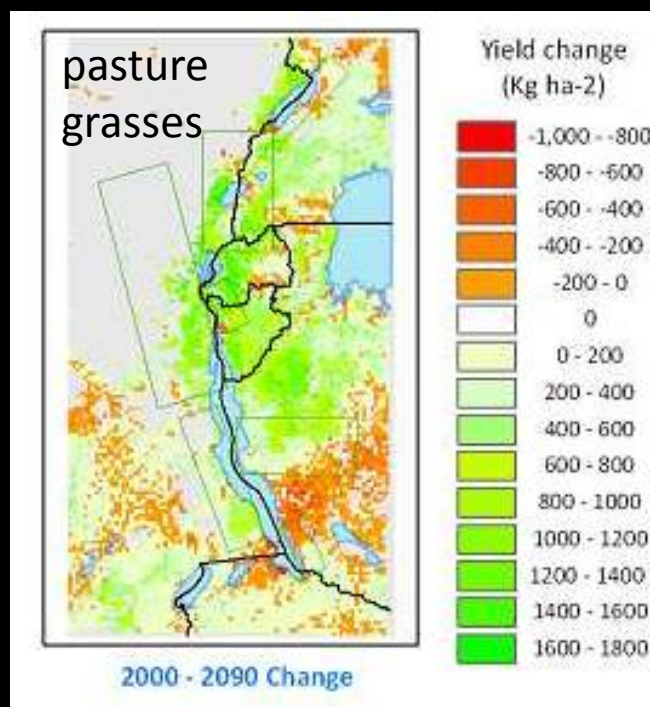 pasture
grasses
Yield change
(Kg ha-2)
-1,000 - -800
-800 - -600
-600 - -400
-400 - -200
-200 - 0
0
0 - 200
200 - 400
400 - 600
600 - 800
800 - 1000
1000 - 1200
1200 - 1400
1400 - 1600
1600 - 1800
2000 - 2090 Change